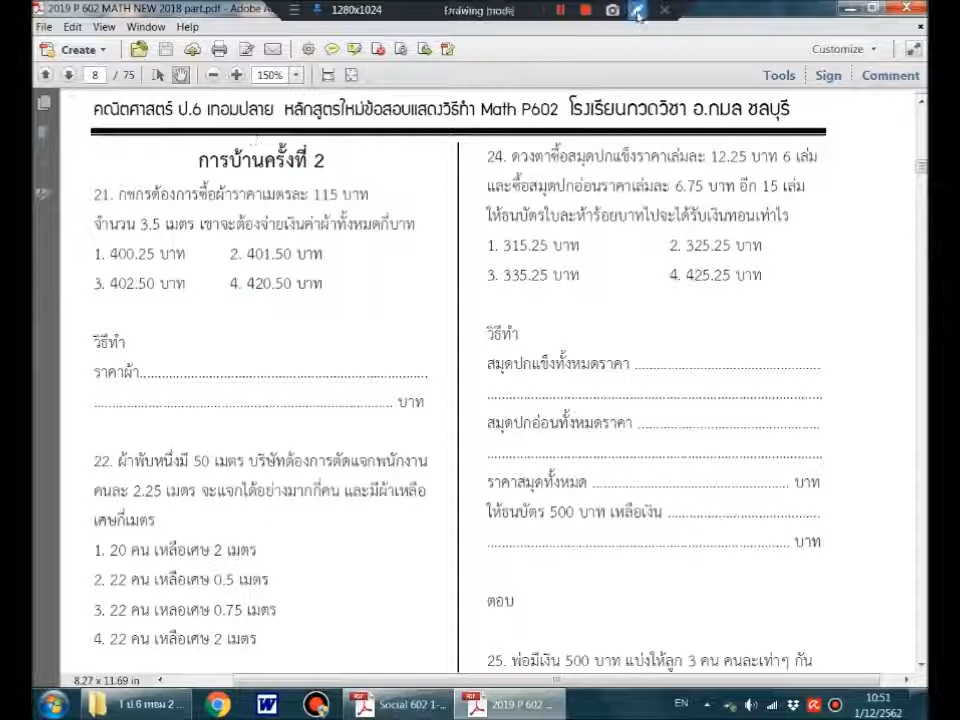 2019 P 602 MATH NEW 2018 part.pdf - Adobe A
1280x1024
Drawing mode
File Edit View Window Help
Create
Customize
8 / 75
150%
Tools Sign Comment
คณิตศาสตร์ ป.6 เทอมปลาย หลักสูตรใหม่ข้อสอบแสดงวิธีทำ Math P602 โรงเรียนกวดวิชา อ.กมล ชลบุรี
การบ้านครั้งที่ 2
21. กชกรต้องการซื้อผ้าราคาเมตรละ 115 บาท
จำนวน 3.5 เมตร เขาจะต้องจ่ายเงินค่าผ้าทั้งหมดกี่บาท
1. 400.25 บาท 2. 401.50 บาท
3. 402.50 บาท 4. 420.50 บาท
วิธีทำ
ราคาผ้า................................................................................
................................................................................... บาท
22. ผ้าพับหนึ่งมี 50 เมตร บริษัทต้องการตัดแจกพนักงาน
คนละ 2.25 เมตร จะแจกได้อย่างมากกี่คน และมีผ้าเหลือ
เศษกี่เมตร
1. 20 คน เหลือเศษ 2 เมตร
2. 22 คน เหลือเศษ 0.5 เมตร
3. 22 คน เหลือเศษ 0.75 เมตร
4. 22 คน เหลือเศษ 2 เมตร
24. ดวงตาซื้อสมุดปกแข็งราคาเล่มละ 12.25 บาท 6 เล่ม
และซื้อสมุดปกอ่อนราคาเล่มละ 6.75 บาท อีก 15 เล่ม
ให้ธนบัตรใบละห้าร้อยบาทไปจะได้รับเงินทอนเท่าไร
1. 315.25 บาท 2. 325.25 บาท
3. 335.25 บาท 4. 425.25 บาท
วิธีทำ
สมุดปกแข็งทั้งหมดราคา ....................................................
.............................................................................................
สมุดปกอ่อนทั้งหมดราคา ...................................................
.............................................................................................
ราคาสมุดทั้งหมด ....................................................... บาท
ให้ธนบัตร 500 บาท เหลือเงิน ...........................................
.................................................................................... บาท
ตอบ
25. พ่อมีเงิน 500 บาท แบ่งให้ลูก 3 คน คนละเท่าๆ กัน
8.27 x 11.69 in
1 ป.6 เทอม 2 ...
Social 602 1-...
2019 P 602 ...
EN
10:51
1/12/2562